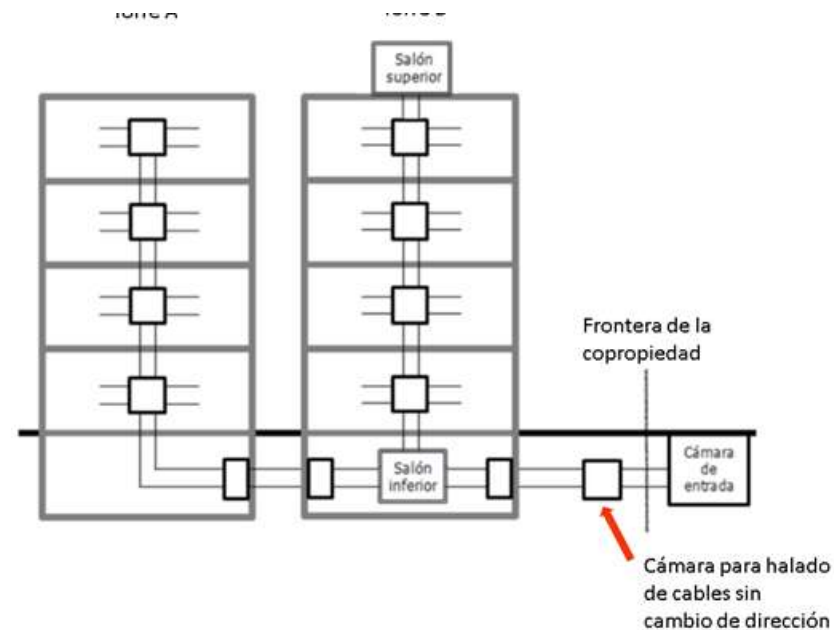 Torre A
Salón
superior
Frontera de la
copropiedad
Salón
inferior
Cámara
de
entrada
Cámara para halado
de cables sin
cambio de dirección